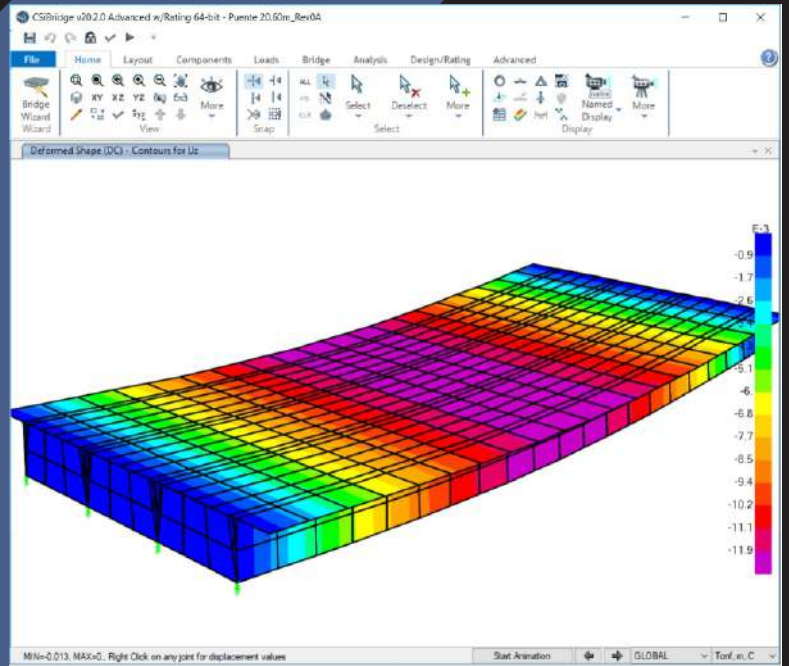 CSiBridge v20.2.0 Advanced w/Rating 64-bit - Puente 20.60m_Rev0A
File Home Layout Components Loads Bridge Analysis Design/Rating Advanced
Bridge Wizard
XY XZ YZ
More
ALL
Select
Deselect
More
Named Display
More
Wizard View Snap Select Display
Deformed Shape (DC) - Contours for Uz
E-3
-0.9
-1.7
-2.6
-5.1
-6.
-6.8
-7.7
-8.5
-9.4
-10.2
-11.1
-11.9
MIN=-0.013, MAX=0., Right Click on any joint for displacement values Start Animation GLOBAL Tonf, m, C